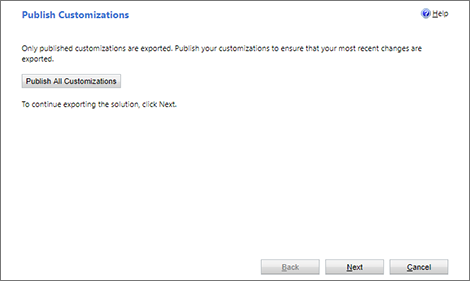 Publish Customizations
Help
Only published customizations are exported. Publish your customizations to ensure that your most recent changes are
exported.
Publish All Customizations
To continue exporting the solution, click Next.
Back
Next
Cancel